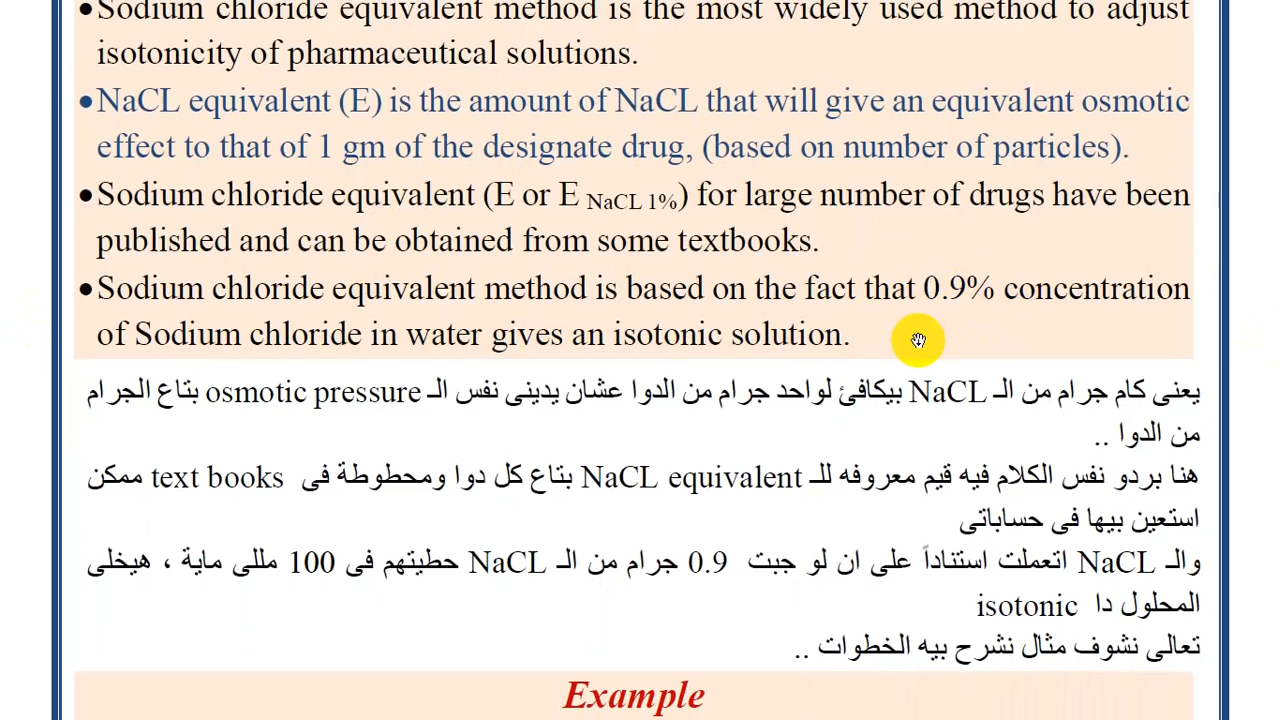 •Sodium chloride equivalent method is the most widely used method to adjust
isotonicity of pharmaceutical solutions.
•NaCL equivalent (E) is the amount of NaCL that will give an equivalent osmotic
effect to that of 1 gm of the designate drug, (based on number of particles).
•Sodium chloride equivalent (E or E NaCL 1%) for large number of drugs have been
published and can be obtained from some textbooks.
•Sodium chloride equivalent method is based on the fact that 0.9% concentration
of Sodium chloride in water gives an isotonic solution.
يعنى كام جرام من الـ NaCL بيكافئ لواحد جرام من الدوا عشان يدينى نفس الـ osmotic pressure بتاع الجرام
من الدوا ..
هنا بردو نفس الكلام فيه قيم معروفه للـ NaCL equivalent بتاع كل دوا ومحطوطة فى text books ممكن
استعين بيها فى حساباتى
والـ NaCL اتعملت استناداً على ان لو جبت 0.9 جرام من الـ NaCL حطيتهم فى 100 مللى ماية ، هيخلى
المحلول دا isotonic
تعالى نشوف مثال نشرح بيه الخطوات ..
Example